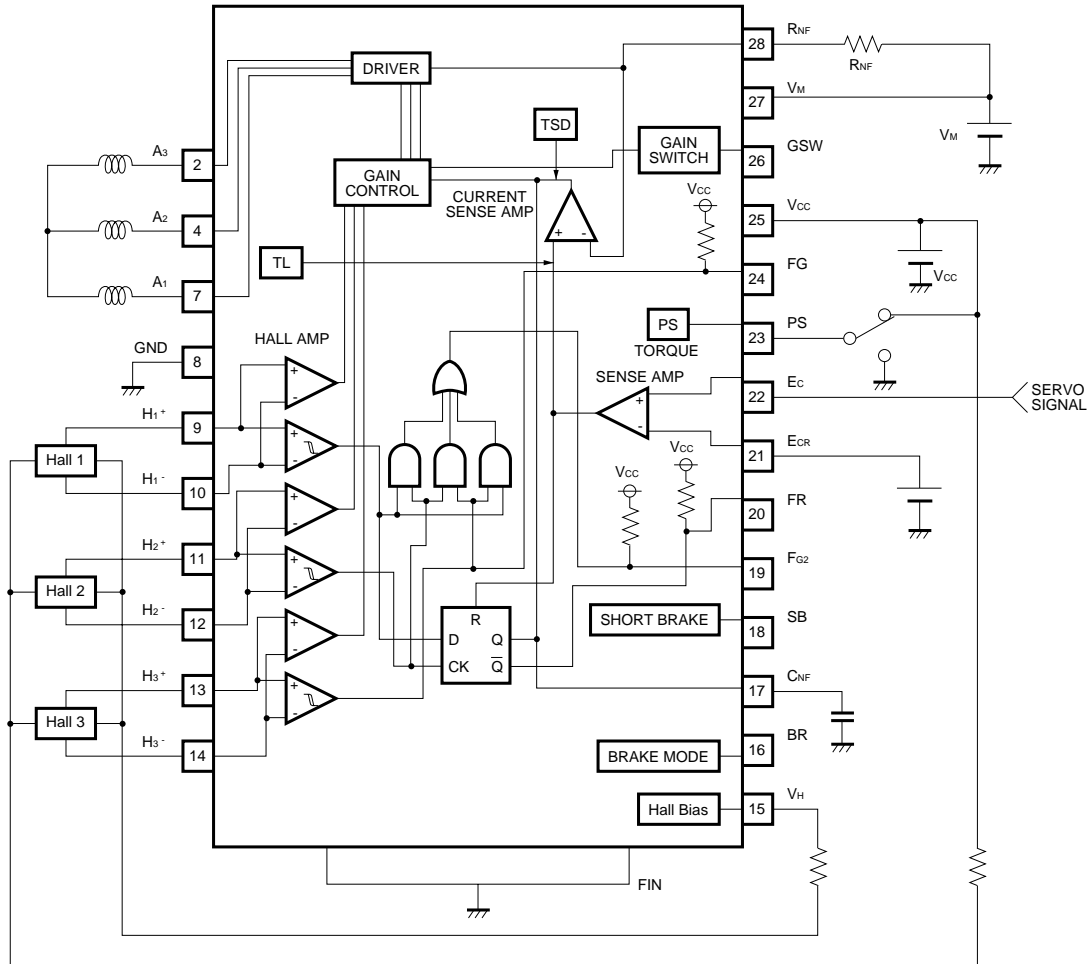 RNF
28
RNF
DRIVER
VM
27
TSD
VM
GAIN SWITCH
GSW
26
A3
2
GAIN CONTROL
CURRENT SENSE AMP
VCC
VCC
25
A2
4
+ -
TL
FG
24
VCC
A1
7
PS
TORQUE
PS
23
GND
8
HALL AMP
SENSE AMP
EC
22
SERVO SIGNAL
+
-
+
-
H1+
9
ECR
21
Hall 1
+
-
VCC
VCC
H1-
10
FR
20
+
-
H2+
11
FG2
19
+
-
Hall 2
R
SHORT BRAKE
SB
18
H2-
12
D
Q
+
-
CK
Q̅
H3+
13
CNF
17
+
-
Hall 3
H3-
14
BRAKE MODE
BR
16
Hall Bias
VH
15
FIN